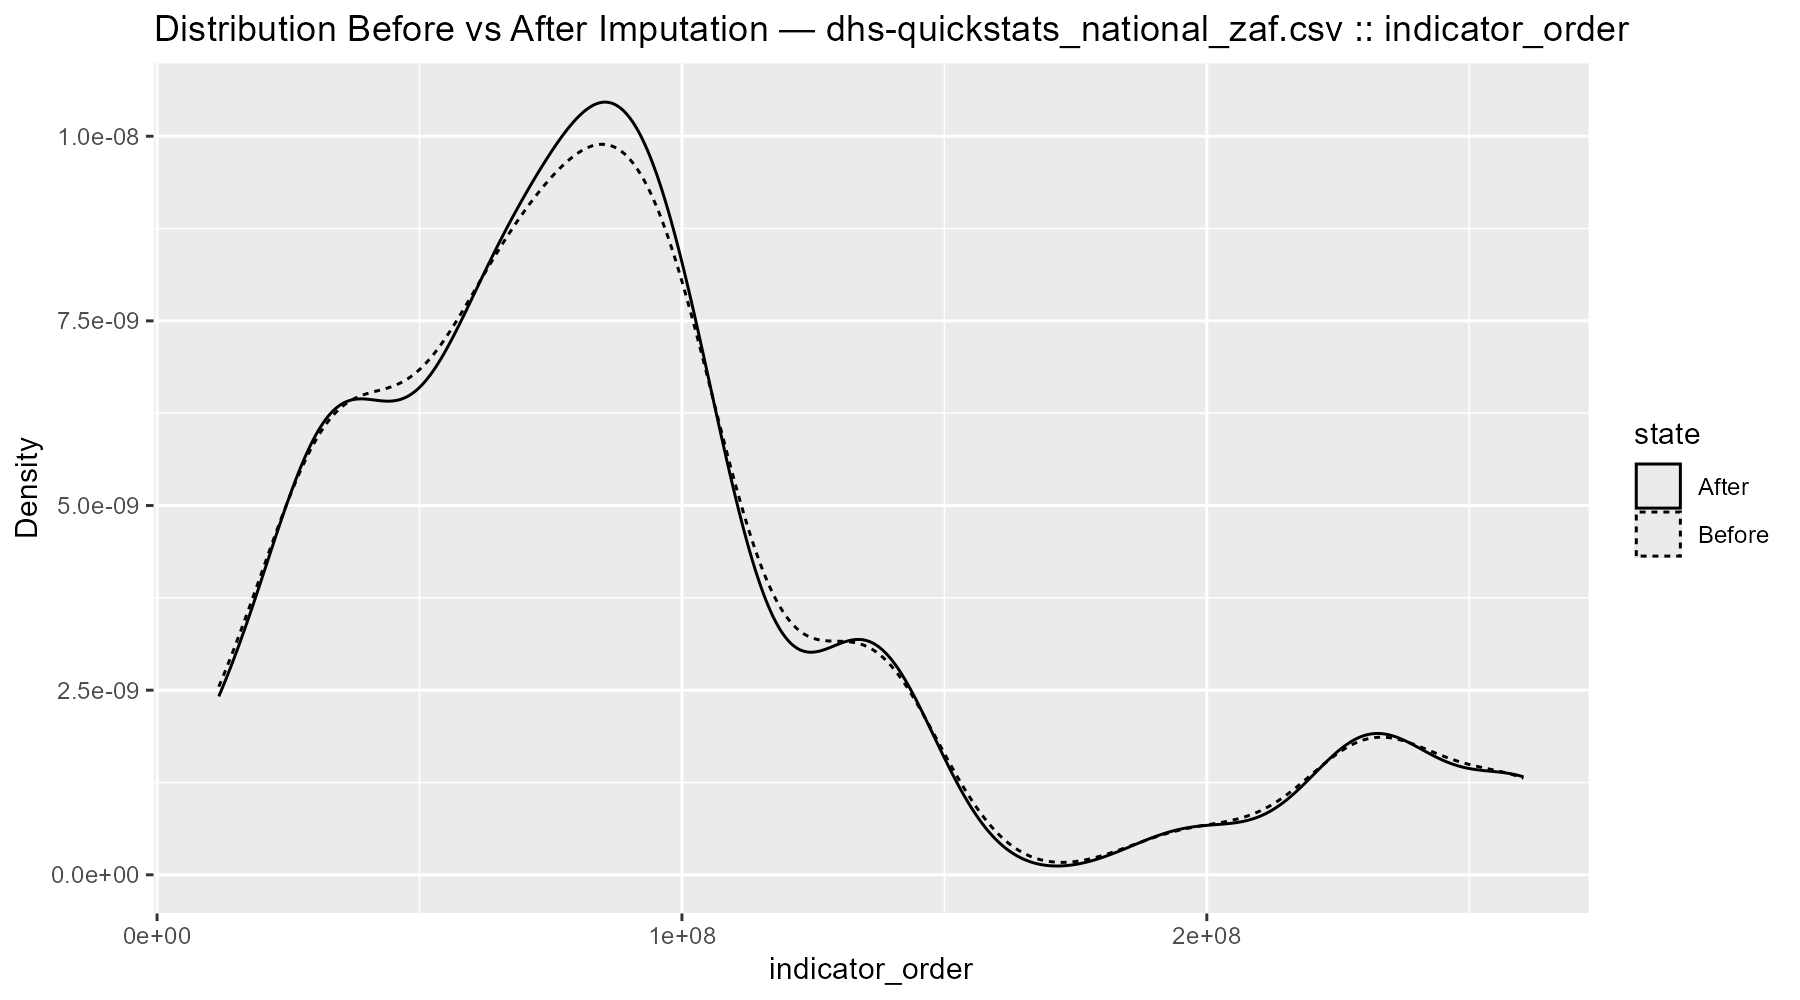 Distribution Before vs After Imputation — dhs-quickstats_national_zaf.csv :: indicator_order
Density
1.0e-08
7.5e-09
5.0e-09
2.5e-09
0.0e+00
0e+00
1e+08
2e+08
indicator_order
state
After
Before